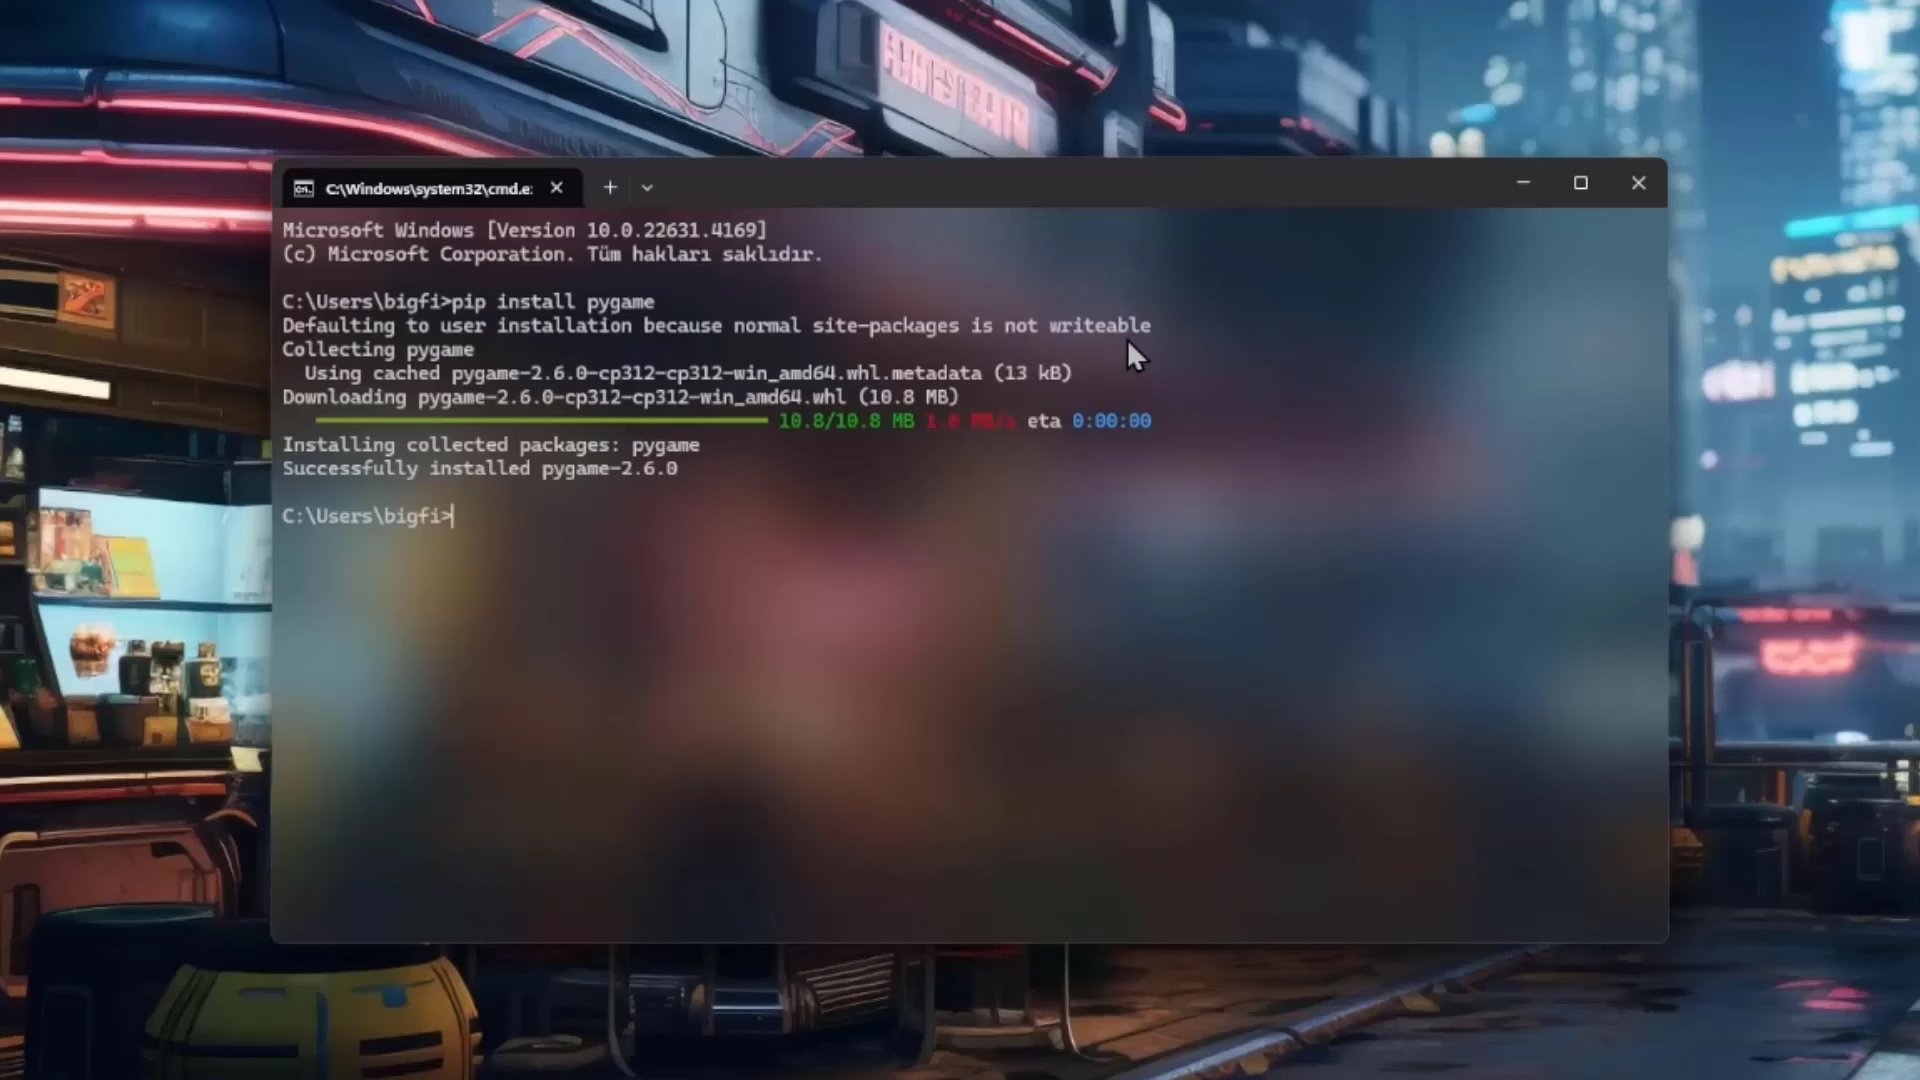 C:\Windows\system32\cmd.e:
Microsoft Windows [Version 10.0.22631.4169]
(c) Microsoft Corporation. Tüm hakları saklıdır.
C:\Users\bigfi>pip install pygame
Defaulting to user installation because normal site-packages is not writeable
Collecting pygame
Using cached pygame-2.6.0-cp312-cp312-win_amd64.whl.metadata (13 kB)
Downloading pygame-2.6.0-cp312-cp312-win_amd64.whl (10.8 MB)
10.8/10.8 MB MB/s eta 0:00:00
Installing collected packages: pygame
Successfully installed pygame-2.6.0
C:\Users\bigfi>